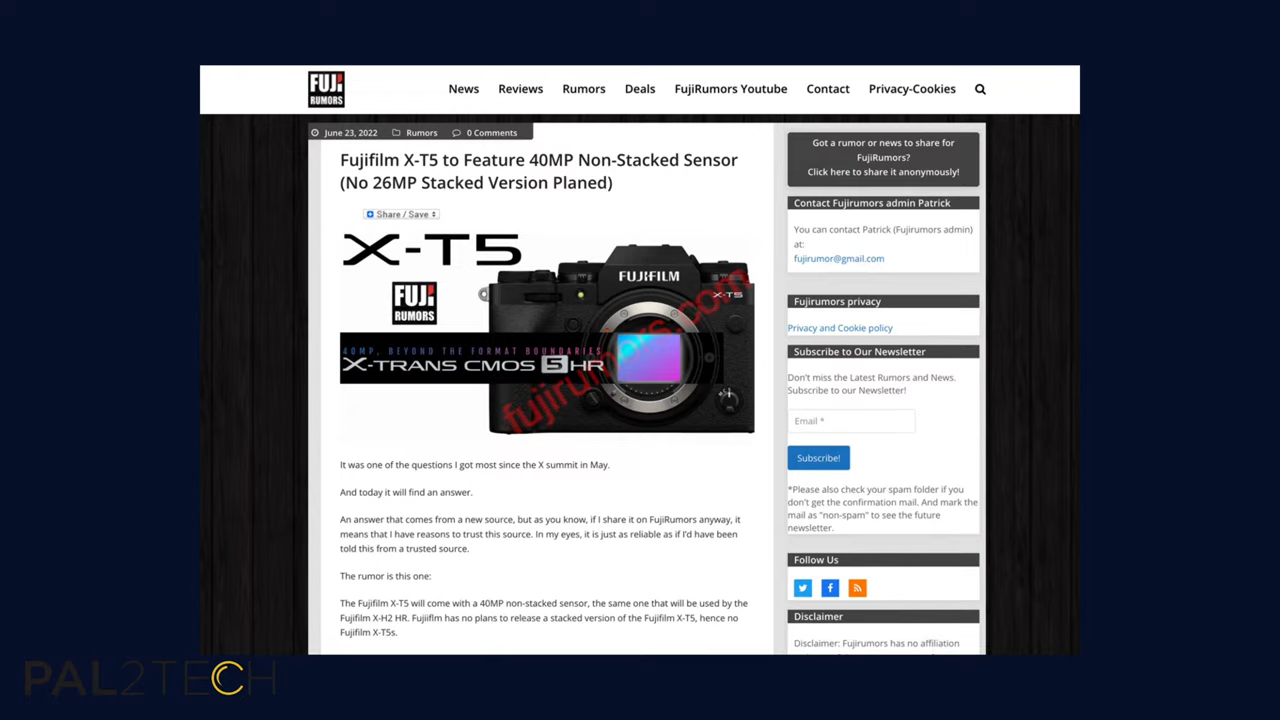 FUJI
RUMORS
News
Reviews
Rumors
Deals
FujiRumors Youtube
Contact
Privacy-Cookies
June 23, 2022
Rumors
0 Comments
Fujifilm X-T5 to Feature 40MP Non-Stacked Sensor
(No 26MP Stacked Version Planed)
Share / Save
X-T5
FUJI
RUMORS
FUJIFILM
X-T5
fujirumors.com
40MP, BEYOND THE FORMAT BOUNDARIES
X-TRANS CMOS 5 HR
It was one of the questions I got most since the X summit in May.
And today it will find an answer.
An answer that comes from a new source, but as you know, if I share it on FujiRumors anyway, it
means that I have reasons to trust this source. In my eyes, it is just as reliable as if I'd have been
told this from a trusted source.
The rumor is this one:
The Fujifilm X-T5 will come with a 40MP non-stacked sensor, the same one that will be used by the
Fujifilm X-H2 HR. Fujiiflm has no plans to release a stacked version of the Fujifilm X-T5, hence no
Fujifilm X-T5s.
Got a rumor or news to share for
FujiRumors?
Click here to share it anonymously!
Contact Fujirumors admin Patrick
You can contact Patrick (Fujirumors admin)
at:
fujirumor@gmail.com
Fujirumors privacy
Privacy and Cookie policy
Subscribe to Our Newsletter
Don't miss the Latest Rumors and News.
Subscribe to our Newsletter!
Email *
Subscribe!
*Please also check your spam folder if you
don't get the confirmation mail. And mark the
mail as "non-spam" to see the future
newsletter.
Follow Us
Disclaimer
Disclaimer: Fujirumors has no affiliation
PAL2TECH